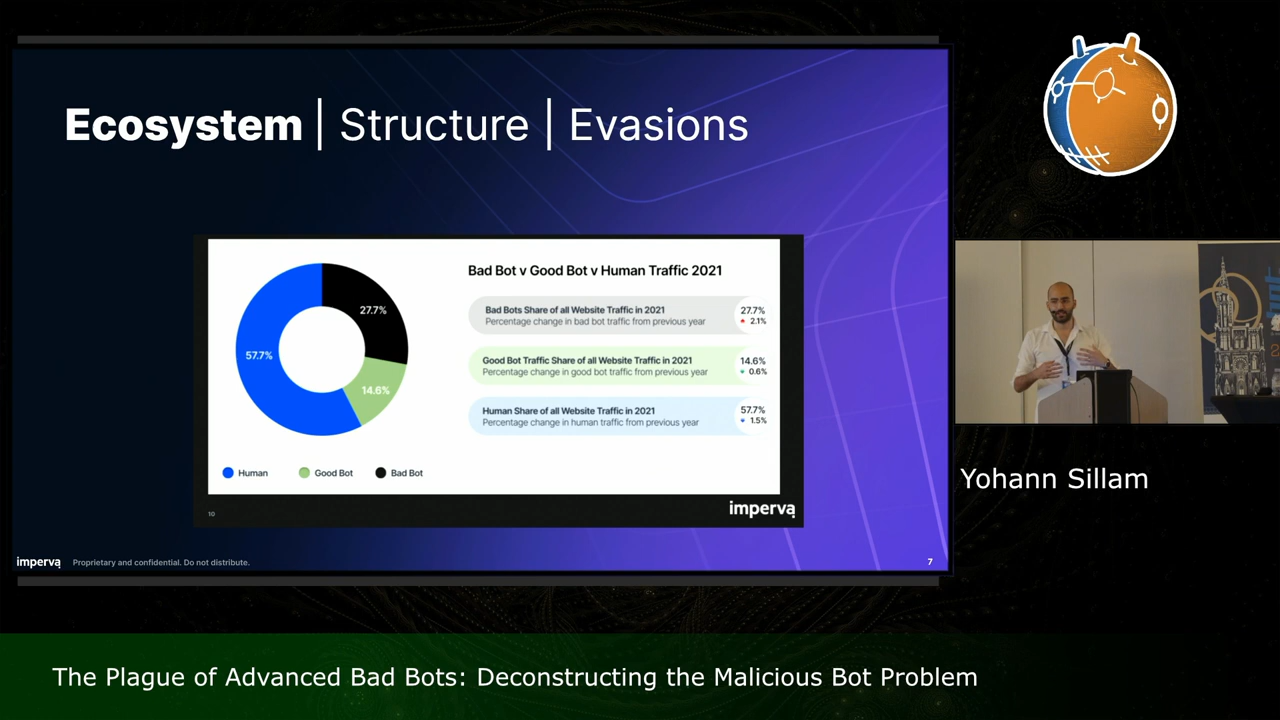 Ecosystem | Structure | Evasions
Bad Bot v Good Bot v Human Traffic 2021
27.7%
57.7%
14.6%
Bad Bots Share of all Website Traffic in 2021
Percentage change in bad bot traffic from previous year
27.7%
2.1%
Good Bot Traffic Share of all Website Traffic in 2021
Percentage change in good bot traffic from previous year
14.6%
0.6%
Human Share of all Website Traffic in 2021
Percentage change in human traffic from previous year
57.7%
1.5%
Human
Good Bot
Bad Bot
10
imperva
imperva
Proprietary and confidential. Do not distribute.
7
Yohann Sillam
The Plague of Advanced Bad Bots: Deconstructing the Malicious Bot Problem